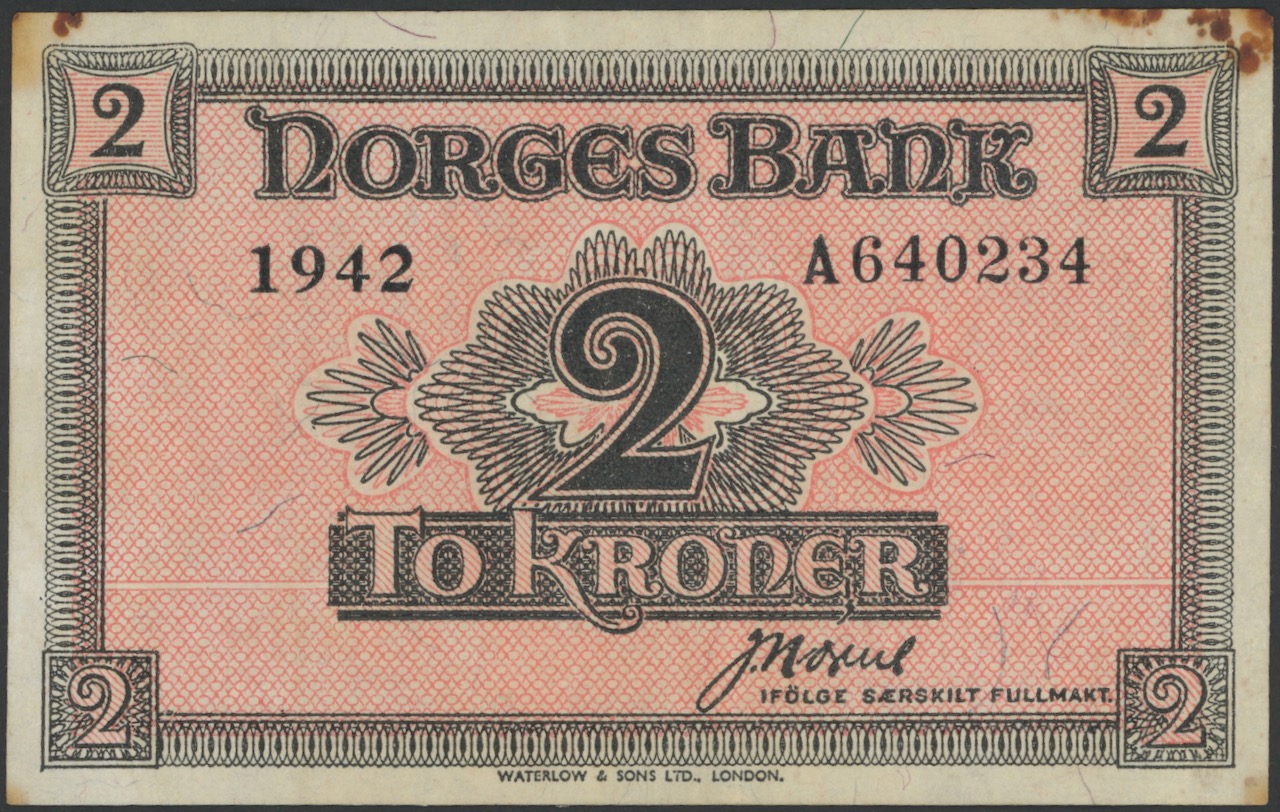 2 2
NORGES BANK
1942 A640234
2
TO KRONER
IFÖLGE SÆRSKILT FULLMAKT.
2 2
WATERLOW & SONS LTD., LONDON.